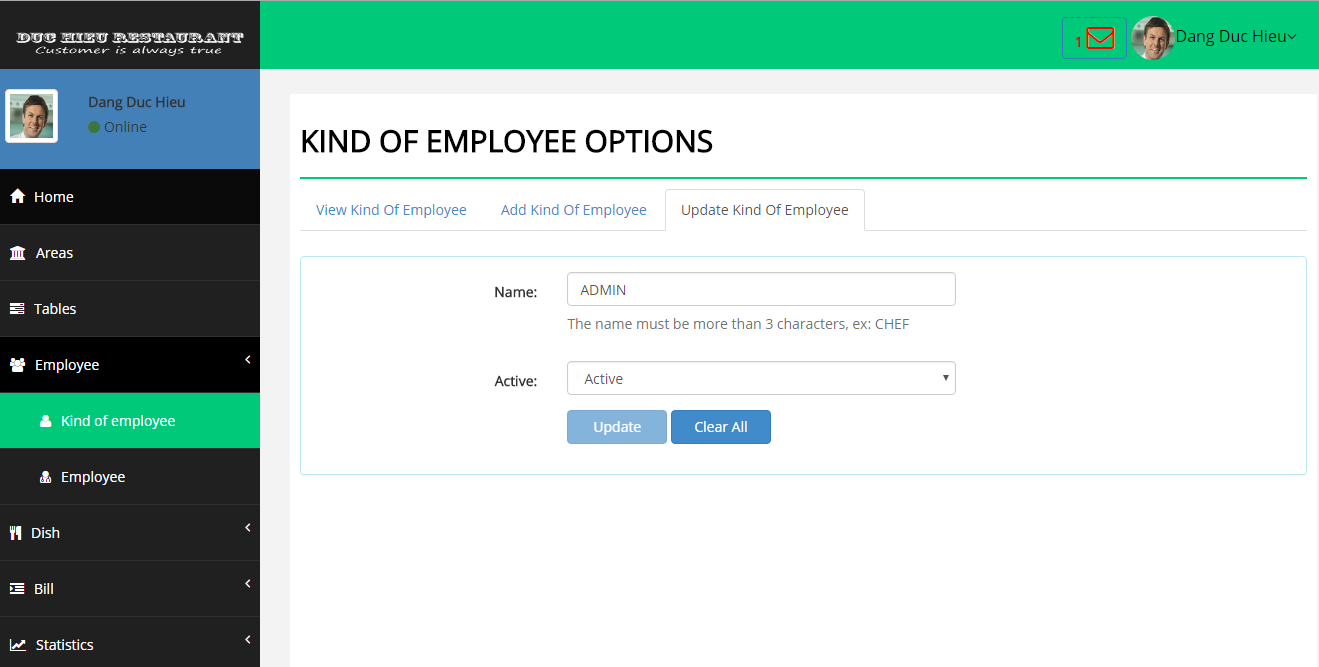 DUC HIEU RESTAURANT
Customer is always true
1
Dang Duc Hieu
Dang Duc Hieu
Online
Home
Areas
Tables
Employee
Kind of employee
Employee
Dish
Bill
Statistics
KIND OF EMPLOYEE OPTIONS
View Kind Of Employee
Add Kind Of Employee
Update Kind Of Employee
Name:
ADMIN
The name must be more than 3 characters, ex: CHEF
Active:
Active
Update
Clear All